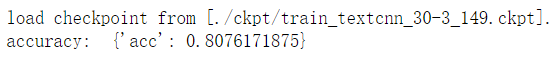 load checkpoint from [./ckpt/train_textcnn_30-3_149.ckpt].
accuracy:  {'acc': 0.8076171875}